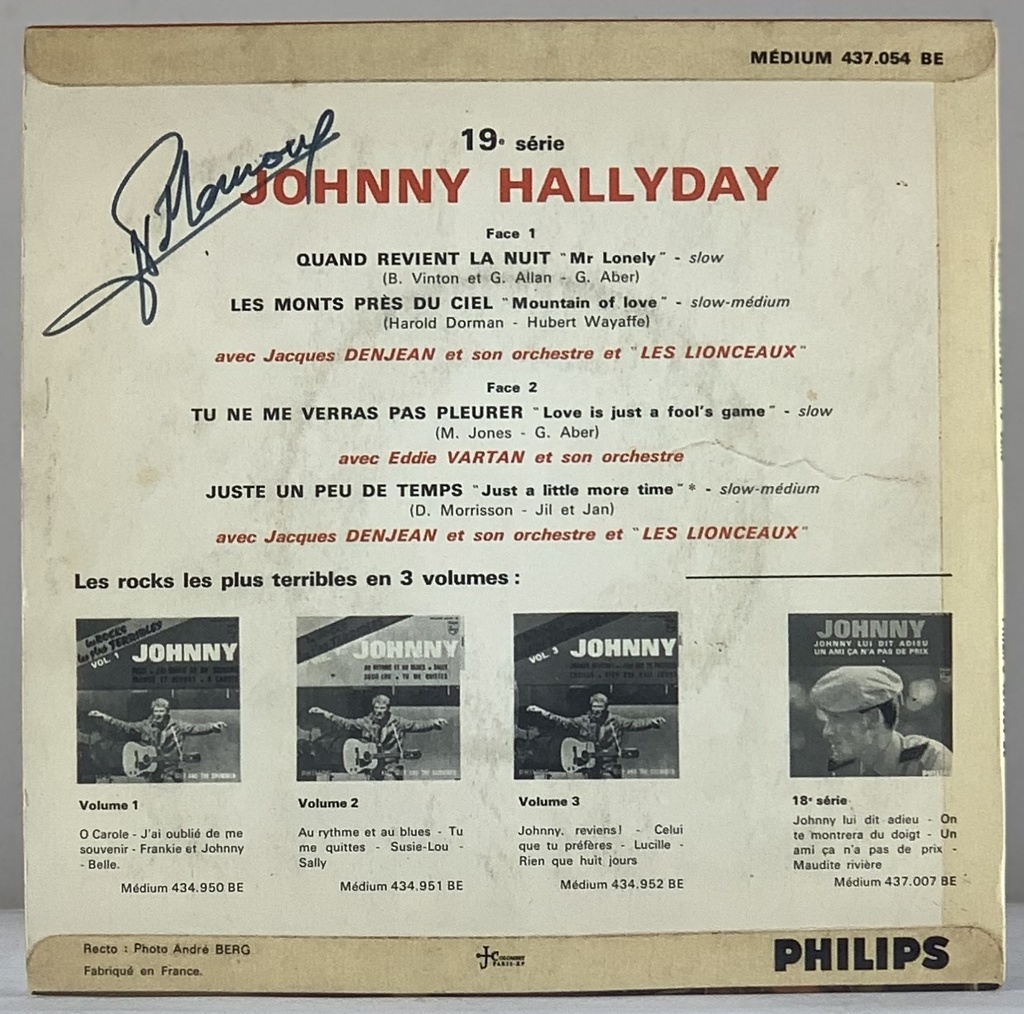 MÉDIUM 437.054 BE
19e série
JOHNNY HALLYDAY
Face 1
QUAND REVIENT LA NUIT "Mr Lonely" - slow
(B. Vinton et G. Allan - G. Aber)
LES MONTS PRÈS DU CIEL "Mountain of love" - slow-médium
(Harold Dorman - Hubert Wayaffe)
avec Jacques DENJEAN et son orchestre et "LES LIONCEAUX"
Face 2
TU NE ME VERRAS PAS PLEURER "Love is just a fool's game" - slow
(M. Jones - G. Aber)
avec Eddie VARTAN et son orchestre
JUSTE UN PEU DE TEMPS "Just a little more time"* - slow-médium
(D. Morrisson - Jil et Jan)
avec Jacques DENJEAN et son orchestre et "LES LIONCEAUX"
Les rocks les plus terribles en 3 volumes :
Les ROCKS
Les Plus TERRIBLES
VOL. 1
JOHNNY
JOHNNY
VOL. 3
JOHNNY
JOHNNY
JOHNNY LUI DIT ADIEU
UN AMI ÇA N'A PAS DE PRIX
Volume 1
O Carole - J'ai oublié de me
souvenir - Frankie et Johnny
- Belle.
Médium 434.950 BE
Volume 2
Au rythme et au blues - Tu
me quittes - Susie-Lou -
Sally
Médium 434.951 BE
Volume 3
Johnny, reviens! - Celui
que tu préfères - Lucille -
Rien que huit jours
Médium 434.952 BE
18e série
Johnny lui dit adieu - On
te montrera du doigt - Un
ami ça n'a pas de prix -
Maudite rivière
Médium 437.007 BE
Recto : Photo André BERG
Fabriqué en France.
PHILIPS